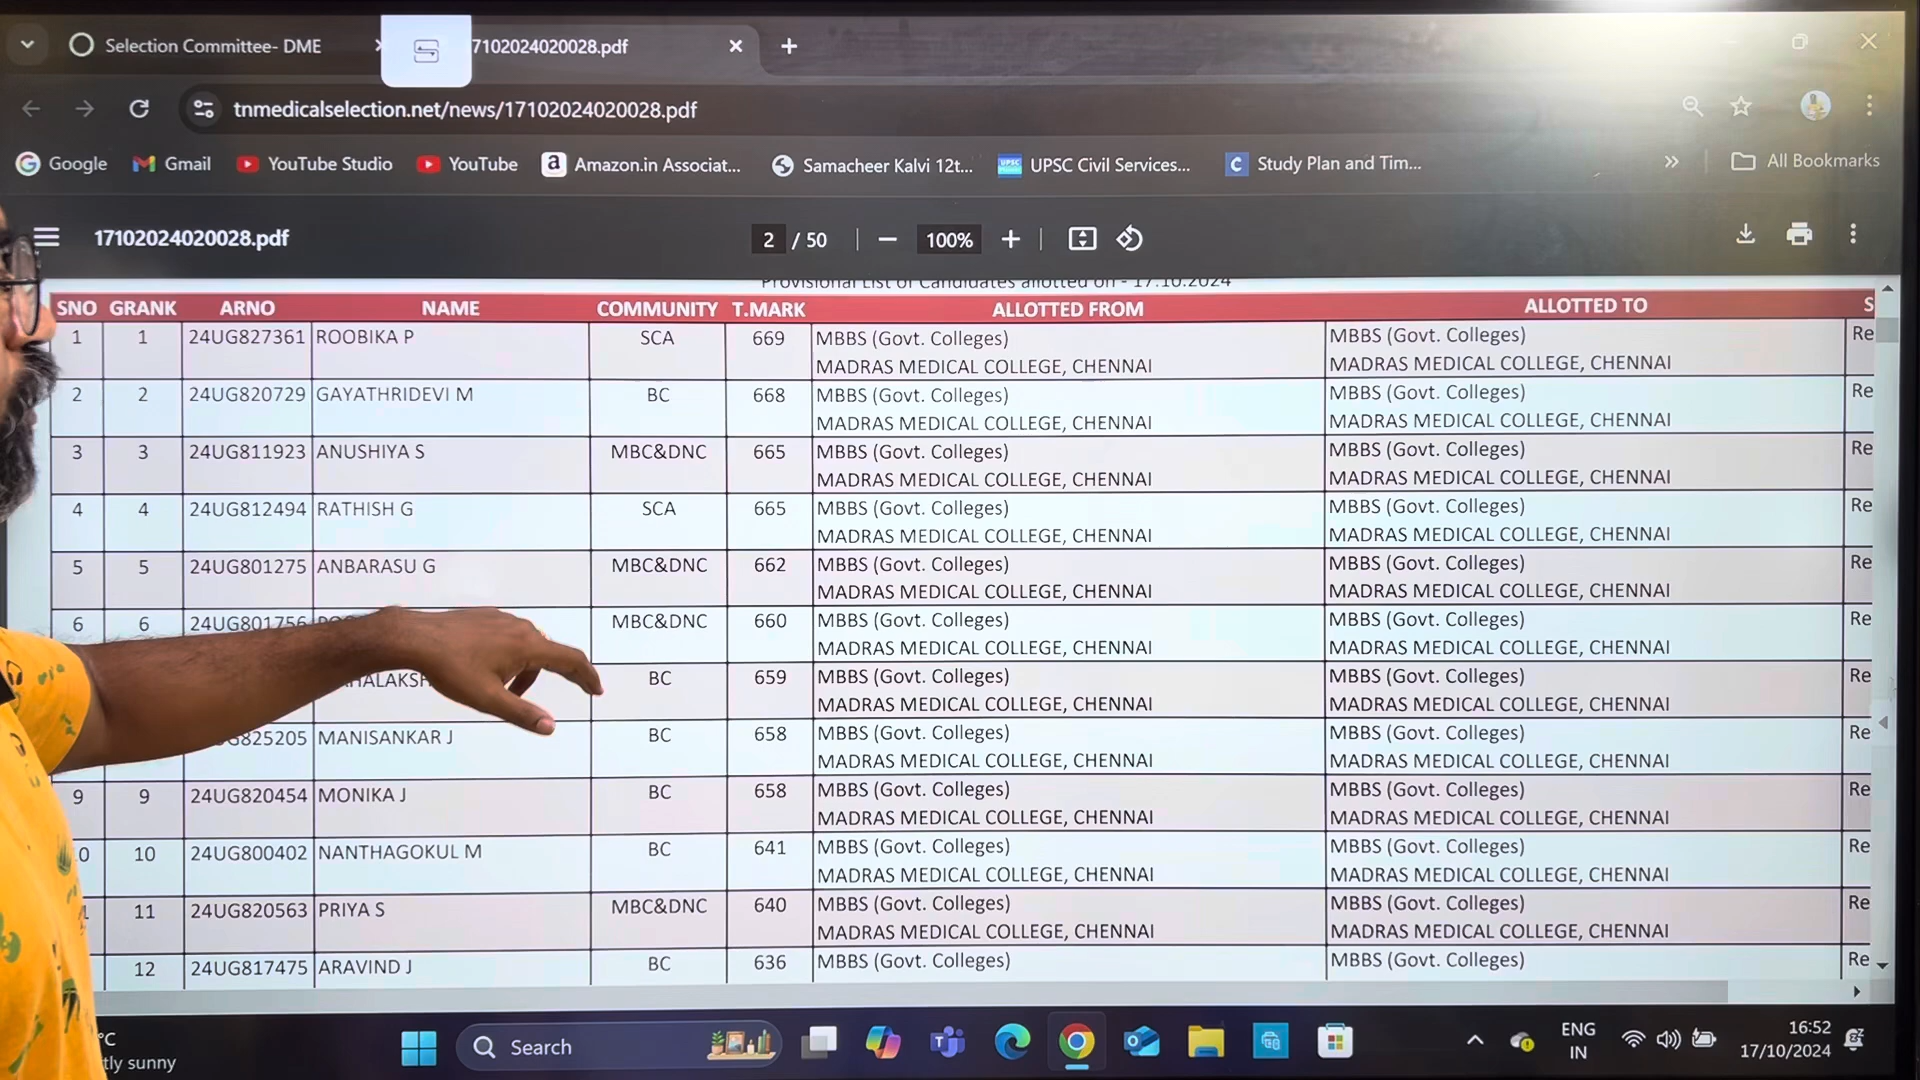 Selection Committee- DME 7102024020028.pdf
tnmedicalselection.net/news/17102024020028.pdf
Google Gmail YouTube Studio YouTube Amazon.in Associat... Samacheer Kalvi 12t... UPSC Civil Services... Study Plan and Tim... » All Bookmarks
17102024020028.pdf 2 / 50 100%
Provisional List of Candidates allotted on - 17.10.2024
SNO GRANK ARNO NAME COMMUNITY T.MARK ALLOTTED FROM ALLOTTED TO S
1 1 24UG827361 ROOBIKA P SCA 669 MBBS (Govt. Colleges) MBBS (Govt. Colleges) Re
MADRAS MEDICAL COLLEGE, CHENNAI MADRAS MEDICAL COLLEGE, CHENNAI
2 2 24UG820729 GAYATHRIDEVI M BC 668 MBBS (Govt. Colleges) MBBS (Govt. Colleges) Re
MADRAS MEDICAL COLLEGE, CHENNAI MADRAS MEDICAL COLLEGE, CHENNAI
3 3 24UG811923 ANUSHIYA S MBC&DNC 665 MBBS (Govt. Colleges) MBBS (Govt. Colleges) Re
MADRAS MEDICAL COLLEGE, CHENNAI MADRAS MEDICAL COLLEGE, CHENNAI
4 4 24UG812494 RATHISH G SCA 665 MBBS (Govt. Colleges) MBBS (Govt. Colleges) Re
MADRAS MEDICAL COLLEGE, CHENNAI MADRAS MEDICAL COLLEGE, CHENNAI
5 5 24UG801275 ANBARASU G MBC&DNC 662 MBBS (Govt. Colleges) MBBS (Govt. Colleges) Re
MADRAS MEDICAL COLLEGE, CHENNAI MADRAS MEDICAL COLLEGE, CHENNAI
6 6 24UG801756 MBC&DNC 660 MBBS (Govt. Colleges) MBBS (Govt. Colleges) Re
MADRAS MEDICAL COLLEGE, CHENNAI MADRAS MEDICAL COLLEGE, CHENNAI
BC 659 MBBS (Govt. Colleges) MBBS (Govt. Colleges) Re
MADRAS MEDICAL COLLEGE, CHENNAI MADRAS MEDICAL COLLEGE, CHENNAI
G825205 MANISANKAR J BC 658 MBBS (Govt. Colleges) MBBS (Govt. Colleges) Re
MADRAS MEDICAL COLLEGE, CHENNAI MADRAS MEDICAL COLLEGE, CHENNAI
9 9 24UG820454 MONIKA J BC 658 MBBS (Govt. Colleges) MBBS (Govt. Colleges) Re
MADRAS MEDICAL COLLEGE, CHENNAI MADRAS MEDICAL COLLEGE, CHENNAI
0 10 24UG800402 NANTHAGOKUL M BC 641 MBBS (Govt. Colleges) MBBS (Govt. Colleges) Re
MADRAS MEDICAL COLLEGE, CHENNAI MADRAS MEDICAL COLLEGE, CHENNAI
1 11 24UG820563 PRIYA S MBC&DNC 640 MBBS (Govt. Colleges) MBBS (Govt. Colleges) Re
MADRAS MEDICAL COLLEGE, CHENNAI MADRAS MEDICAL COLLEGE, CHENNAI
12 24UG817475 ARAVIND J BC 636 MBBS (Govt. Colleges) MBBS (Govt. Colleges) Re
°C
tly sunny
Search
ENG
IN
16:52
17/10/2024